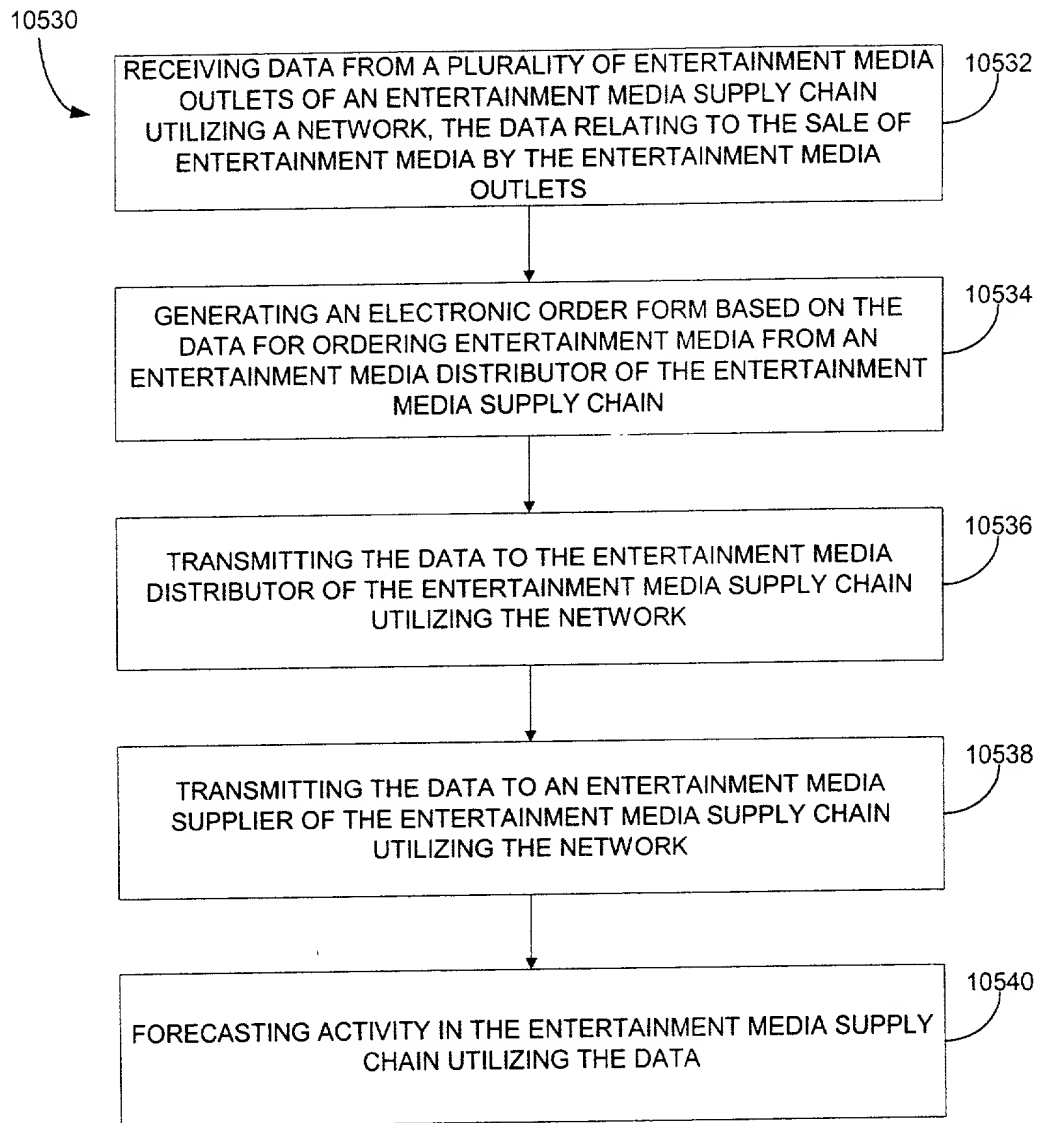 10530
RECEIVING DATA FROM A PLURALITY OF ENTERTAINMENT MEDIA
OUTLETS OF AN ENTERTAINMENT MEDIA SUPPLY CHAIN
UTILIZING A NETWORK, THE DATA RELATING TO THE SALE OF
ENTERTAINMENT MEDIA BY THE ENTERTAINMENT MEDIA
OUTLETS
10532
GENERATING AN ELECTRONIC ORDER FORM BASED ON THE
DATA FOR ORDERING ENTERTAINMENT MEDIA FROM AN
ENTERTAINMENT MEDIA DISTRIBUTOR OF THE ENTERTAINMENT
MEDIA SUPPLY CHAIN
10534
TRANSMITTING THE DATA TO THE ENTERTAINMENT MEDIA
DISTRIBUTOR OF THE ENTERTAINMENT MEDIA SUPPLY CHAIN
UTILIZING THE NETWORK
10536
TRANSMITTING THE DATA TO AN ENTERTAINMENT MEDIA
SUPPLIER OF THE ENTERTAINMENT MEDIA SUPPLY CHAIN
UTILIZING THE NETWORK
10538
FORECASTING ACTIVITY IN THE ENTERTAINMENT MEDIA SUPPLY
CHAIN UTILIZING THE DATA
10540